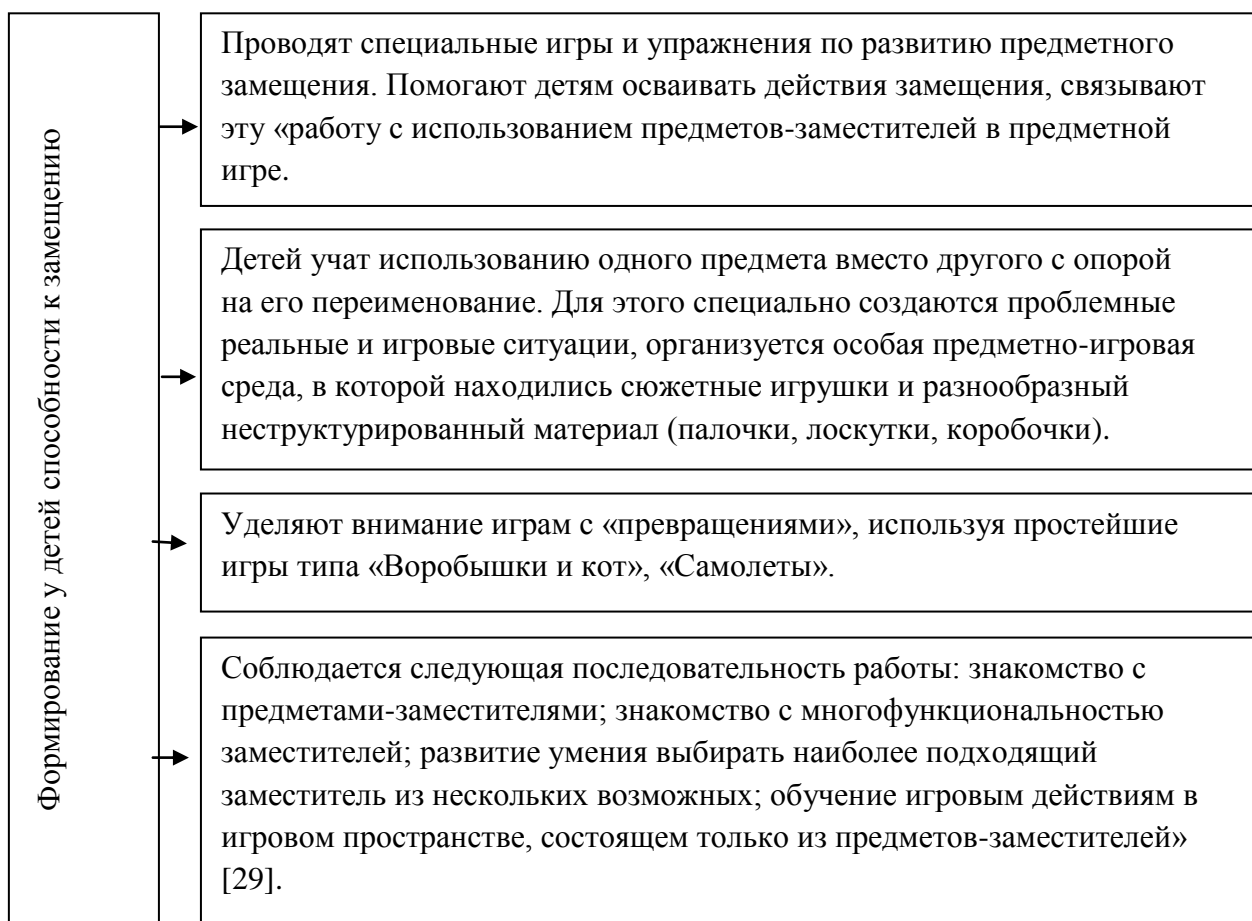 Формирование у детей способности к замещению
Проводят специальные игры и упражнения по развитию предметного
замещения. Помогают детям осваивать действия замещения, связывают
эту «работу с использованием предметов-заместителей в предметной
игре.
Детей учат использованию одного предмета вместо другого с опорой
на его переименование. Для этого специально создаются проблемные
реальные и игровые ситуации, организуется особая предметно-игровая
среда, в которой находились сюжетные игрушки и разнообразный
неструктурированный материал (палочки, лоскутки, коробочки).
Уделяют внимание играм с «превращениями», используя простейшие
игры типа «Воробышки и кот», «Самолеты».
Соблюдается следующая последовательность работы: знакомство с
предметами-заместителями; знакомство с многофункциональностью
заместителей; развитие умения выбирать наиболее подходящий
заместитель из нескольких возможных; обучение игровым действиям в
игровом пространстве, состоящем только из предметов-заместителей»
[29].